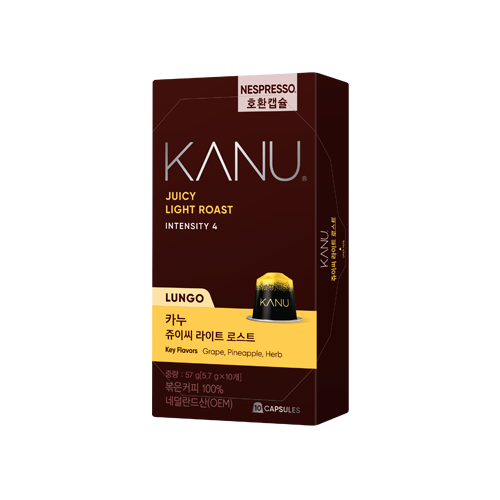 NESPRESSO.
호환캡슐
KANU®
JUICY
LIGHT ROAST
INTENSITY 4
LUNGO
KANU
카누
쥬이씨 라이트 로스트
Key Flavors Grape, Pineapple, Herb
중량 : 57 g[5.7 g×10개]
볶은커피 100%
네덜란드산(OEM)
10 CAPSULES
KANU
쥬이씨 라이트 로스트